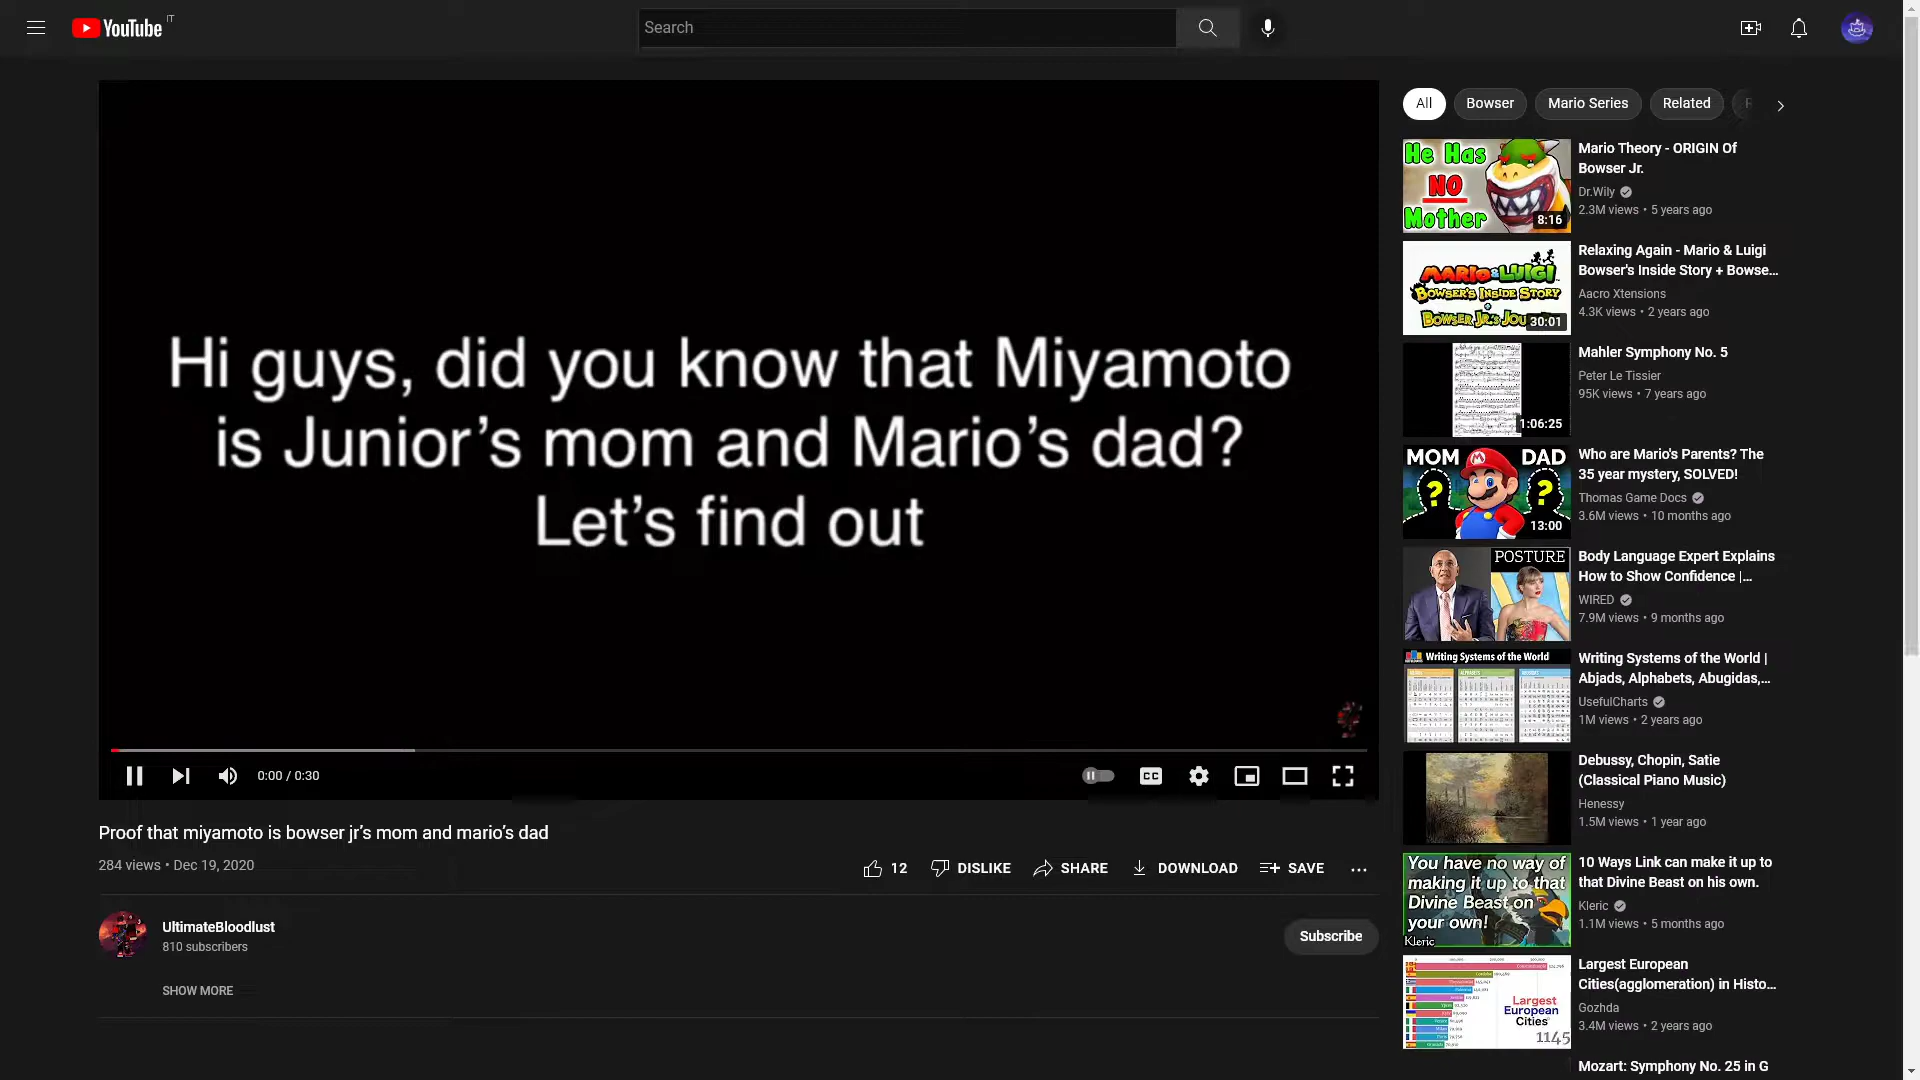 YouTube IT
Search
Hi guys, did you know that Miyamoto
is Junior’s mom and Mario’s dad?
Let’s find out
0:00 / 0:30
CC
Proof that miyamoto is bowser jr’s mom and mario’s dad
284 views • Dec 19, 2020
12
DISLIKE
SHARE
DOWNLOAD
SAVE
UltimateBloodlust
810 subscribers
Subscribe
SHOW MORE
All
Bowser
Mario Series
Related
He Has
NO
Mother
8:16
Mario Theory - ORIGIN Of
Bowser Jr.
Dr.Wily
2.3M views • 5 years ago
MARIO & LUIGI
BOWSER'S INSIDE STORY
+
BOWSER JR.'S JOU
30:01
Relaxing Again - Mario & Luigi
Bowser's Inside Story + Bowse...
Aacro Xtensions
4.3K views • 2 years ago
1:06:25
Mahler Symphony No. 5
Peter Le Tissier
95K views • 7 years ago
MOM DAD
? ?
13:00
Who are Mario's Parents? The
35 year mystery, SOLVED!
Thomas Game Docs
3.6M views • 10 months ago
POSTURE
Body Language Expert Explains
How to Show Confidence |...
WIRED
7.9M views • 9 months ago
Writing Systems of the World
Writing Systems of the World |
Abjads, Alphabets, Abugidas,...
UsefulCharts
1M views • 2 years ago
Debussy, Chopin, Satie
(Classical Piano Music)
Henessy
1.5M views • 1 year ago
You have no way of
making it up to that
Divine Beast on
your own!
Kleric
10 Ways Link can make it up to
that Divine Beast on his own.
Kleric
1.1M views • 5 months ago
Largest
European
Cities
1145
Largest European
Cities(agglomeration) in Histo...
Gozhda
3.4M views • 2 years ago
Mozart: Symphony No. 25 in G